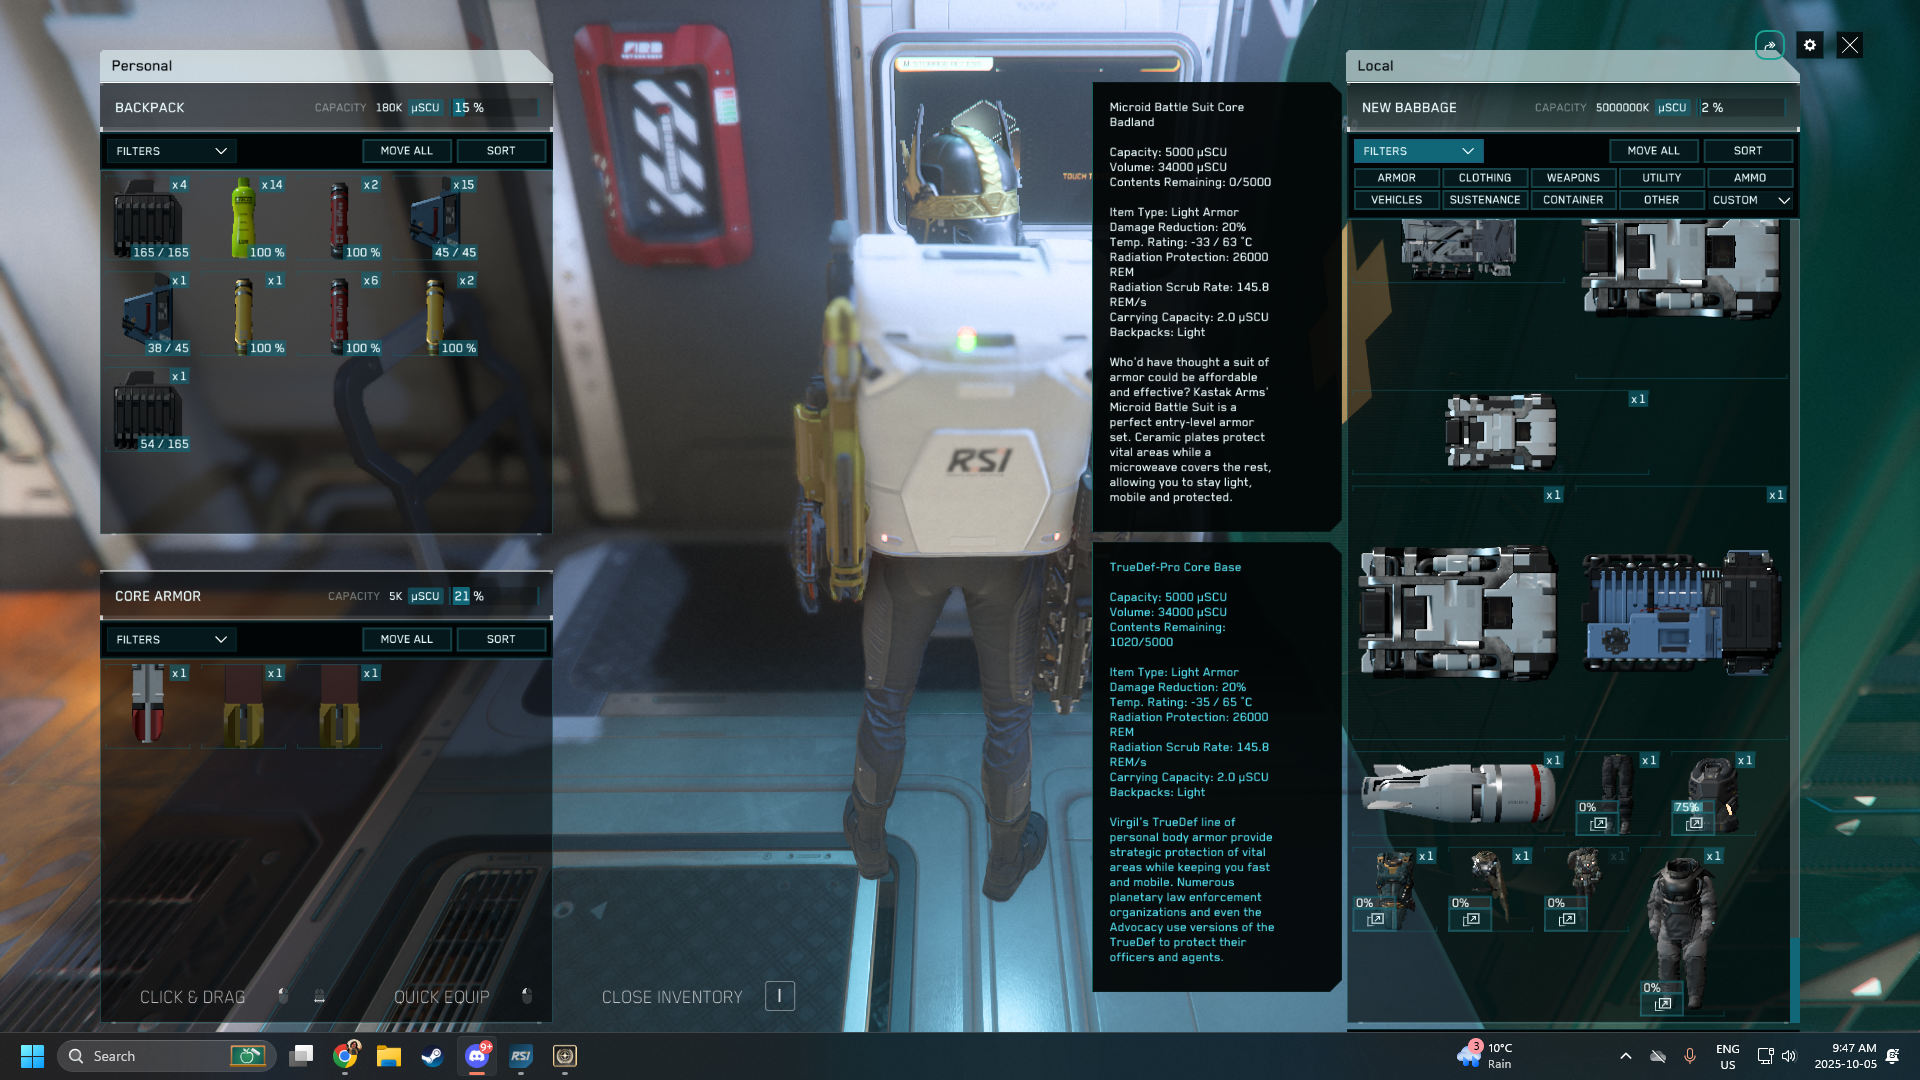 Personal
BACKPACK
CAPACITY 180K µSCU 15 %
FILTERS
MOVE ALL
SORT
x4
165 / 165
x14
100 %
x2
100 %
x15
45 / 45
x1
38 / 45
x1
100 %
x6
100 %
x2
100 %
x1
54 / 165
CORE ARMOR
CAPACITY 5K µSCU 21 %
FILTERS
MOVE ALL
SORT
x1
x1
x1
CLICK & DRAG
QUICK EQUIP
CLOSE INVENTORY
I
FIRE
TOUCH T
RSI
Microid Battle Suit Core
Badland
Capacity: 5000 µSCU
Volume: 34000 µSCU
Contents Remaining: 0/5000
Item Type: Light Armor
Damage Reduction: 20%
Temp. Rating: -33 / 63 °C
Radiation Protection: 26000
REM
Radiation Scrub Rate: 145.8
REM/s
Carrying Capacity: 2.0 µSCU
Backpacks: Light
Who'd have thought a suit of
armor could be affordable
and effective? Kastak Arms'
Microid Battle Suit is a
perfect entry-level armor
set. Ceramic plates protect
vital areas while a
microweave covers the rest,
allowing you to stay light,
mobile and protected.
TrueDef-Pro Core Base
Capacity: 5000 µSCU
Volume: 34000 µSCU
Contents Remaining:
1020/5000
Item Type: Light Armor
Damage Reduction: 20%
Temp. Rating: -35 / 65 °C
Radiation Protection: 26000
REM
Radiation Scrub Rate: 145.8
REM/s
Carrying Capacity: 2.0 µSCU
Backpacks: Light
Virgil's TrueDef line of
personal body armor provide
strategic protection of vital
areas while keeping you fast
and mobile. Numerous
planetary law enforcement
organizations and even the
Advocacy use versions of the
TrueDef to protect their
officers and agents.
Local
NEW BABBAGE
CAPACITY 5000000K µSCU 2 %
FILTERS
MOVE ALL
SORT
ARMOR
CLOTHING
WEAPONS
UTILITY
AMMO
VEHICLES
SUSTENANCE
CONTAINER
OTHER
CUSTOM
x1
x1
x1
x1
x1
0%
x1
75%
x1
0%
x1
0%
x1
0%
x1
0%
Search
9+
RSI
3
10°C
Rain
ENG
US
9:47 AM
2025-10-05